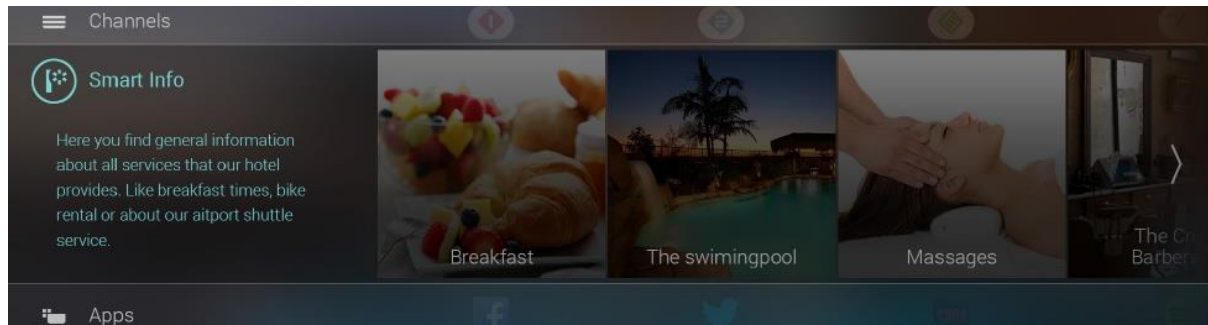 Channels
Smart Info
Here you find general information
about all services that our hotel
provides. Like breakfast times, bike
rental or about our aitport shuttle
service.
Breakfast
The swimingpool
Massages
The
Apps